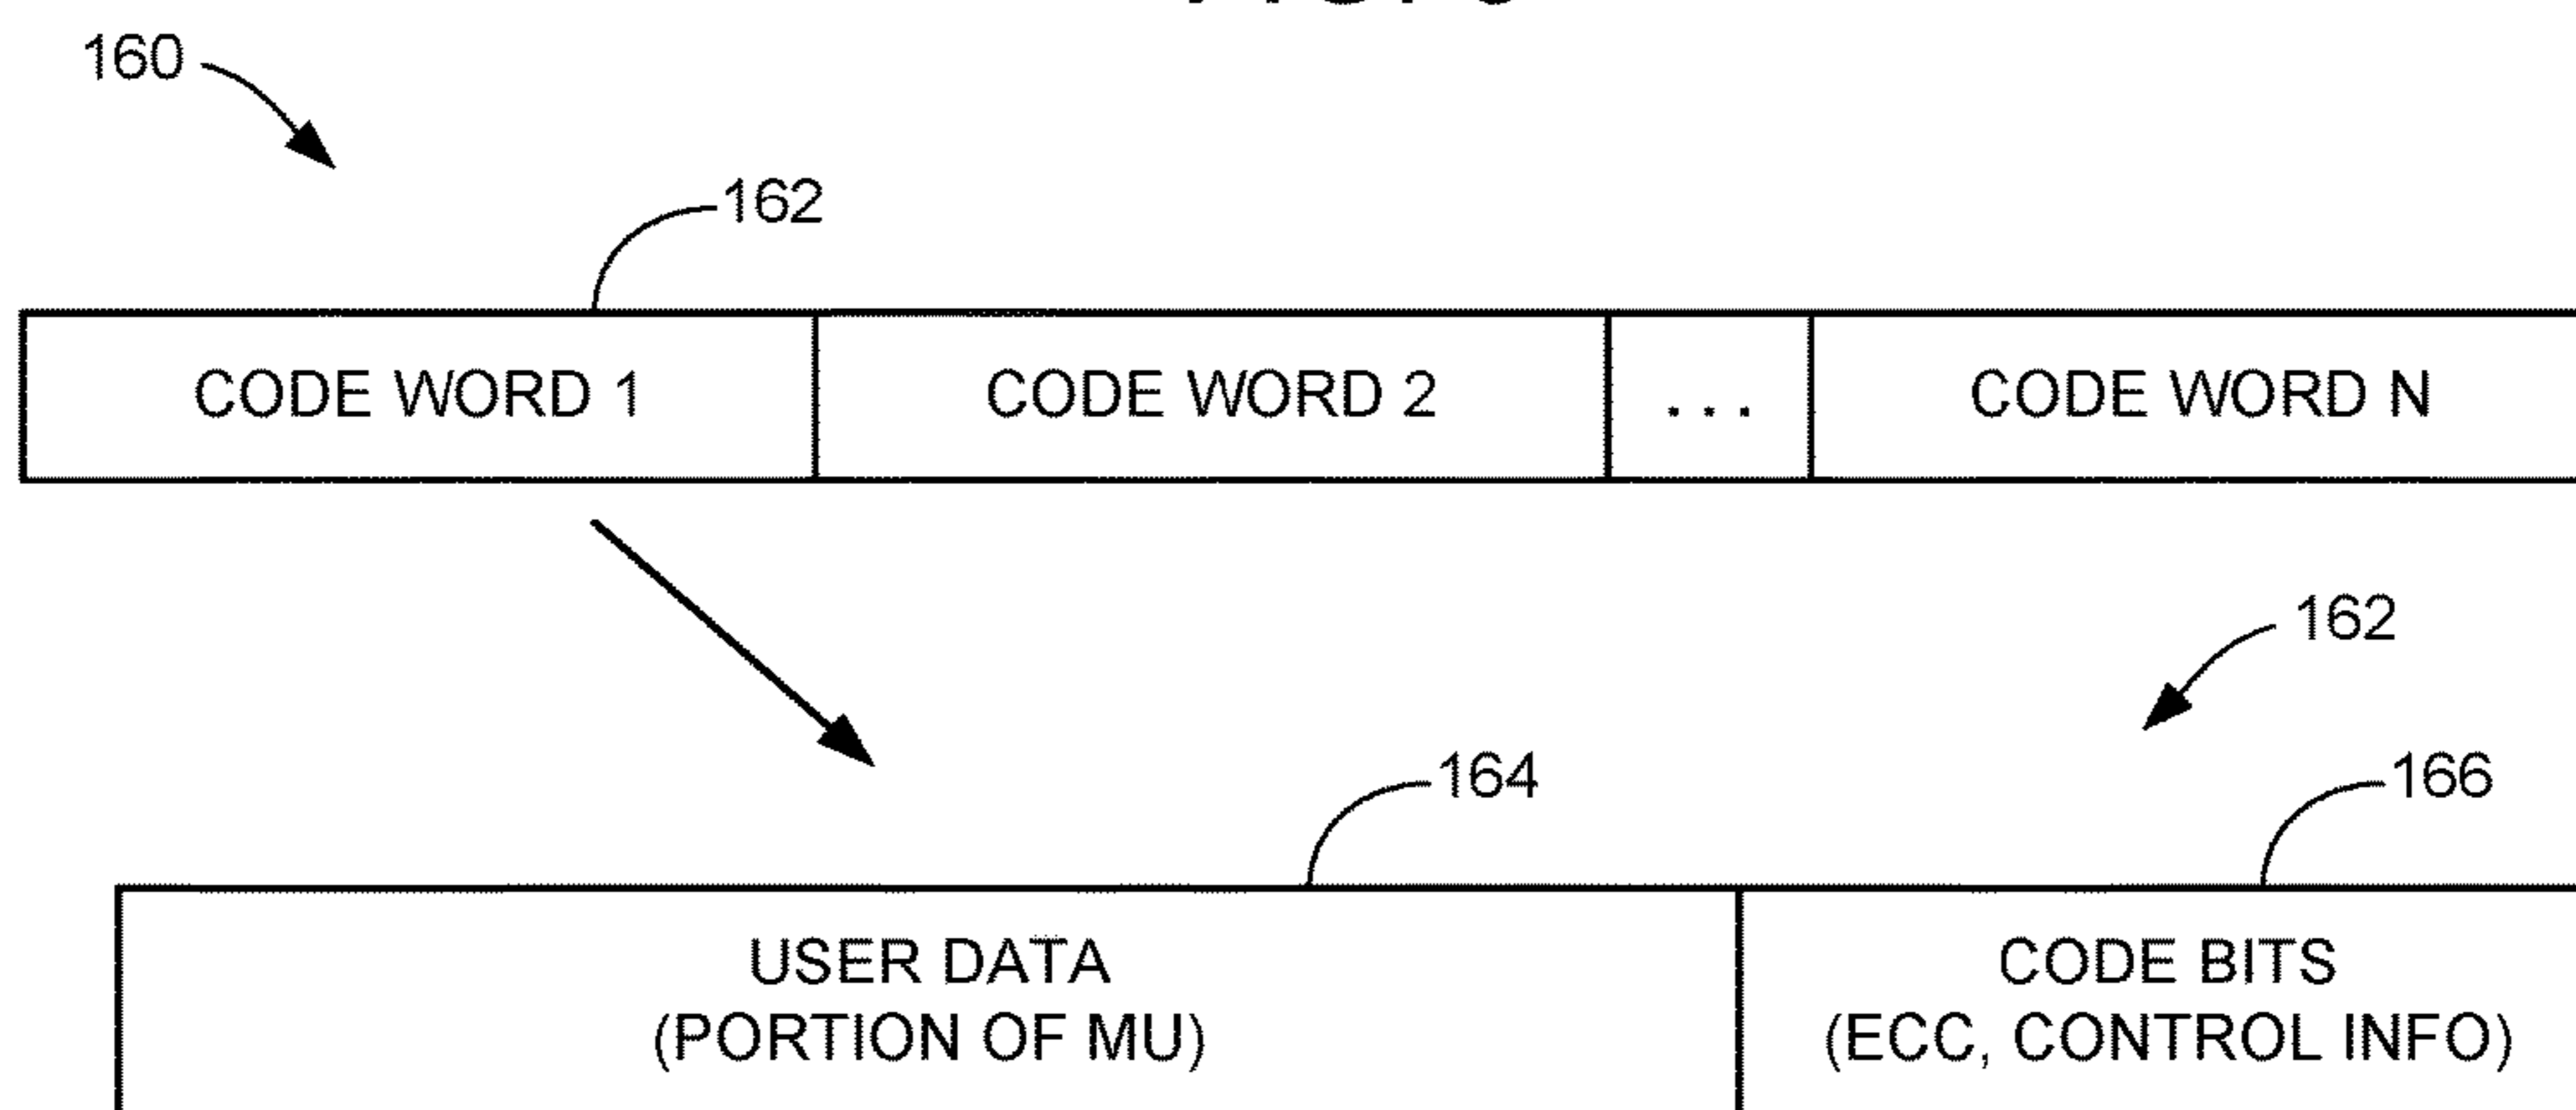 160
162
CODE WORD 1 CODE WORD 2 ... CODE WORD N
162
164 166
USER DATA CODE BITS
(PORTION OF MU) (ECC, CONTROL INFO)